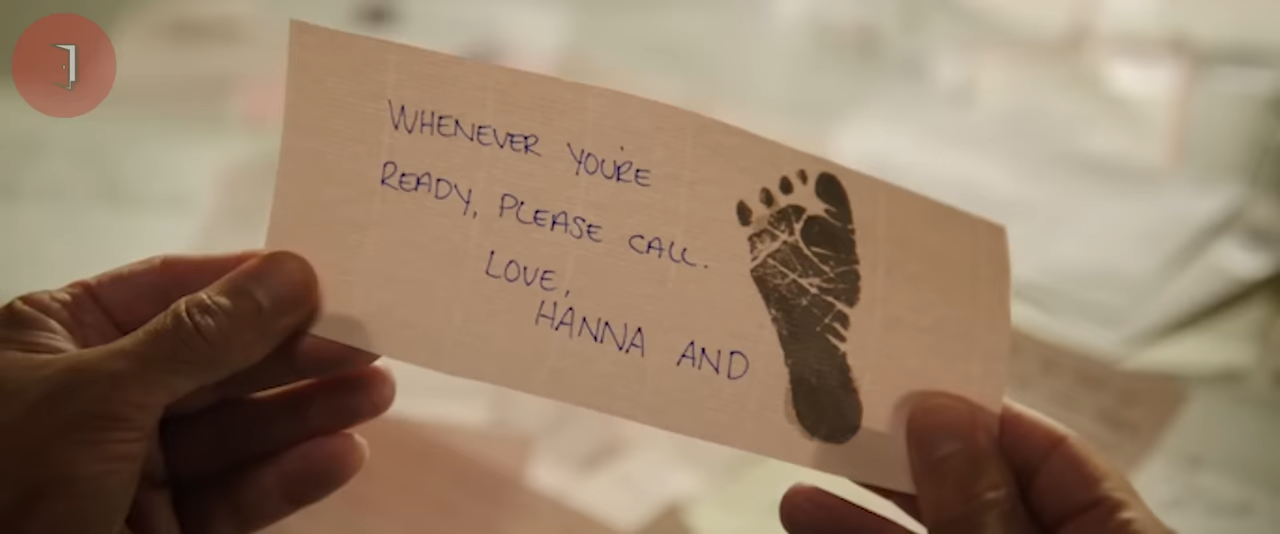 WHENEVER YOU'RE
READY, PLEASE CALL.
LOVE,
HANNA AND